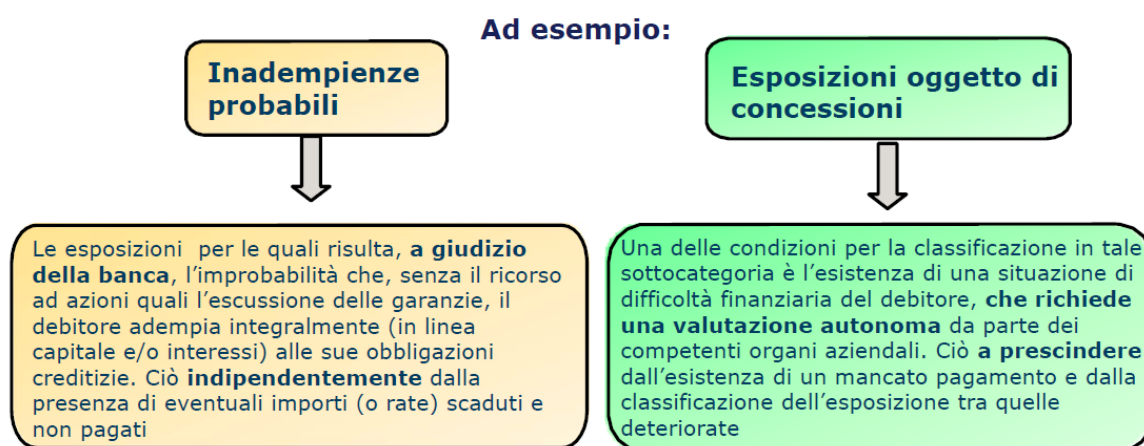 Ad esempio:
Inadempienze
probabili
Le esposizioni per le quali risulta, a giudizio
della banca, l'improbabilità che, senza il ricorso
ad azioni quali l'escussione delle garanzie, il
debitore adempia integralmente (in linea
capitale e/o interessi) alle sue obbligazioni
creditizie. Ciò indipendentemente dalla
presenza di eventuali importi (o rate) scaduti e
non pagati
Esposizioni oggetto di
concessioni
Una delle condizioni per la classificazione in tale
sottocategoria è l'esistenza di una situazione di
difficoltà finanziaria del debitore, che richiede
una valutazione autonoma da parte dei
competenti organi aziendali. Ciò a prescindere
dall'esistenza di un mancato pagamento e dalla
classificazione dell'esposizione tra quelle
deteriorate